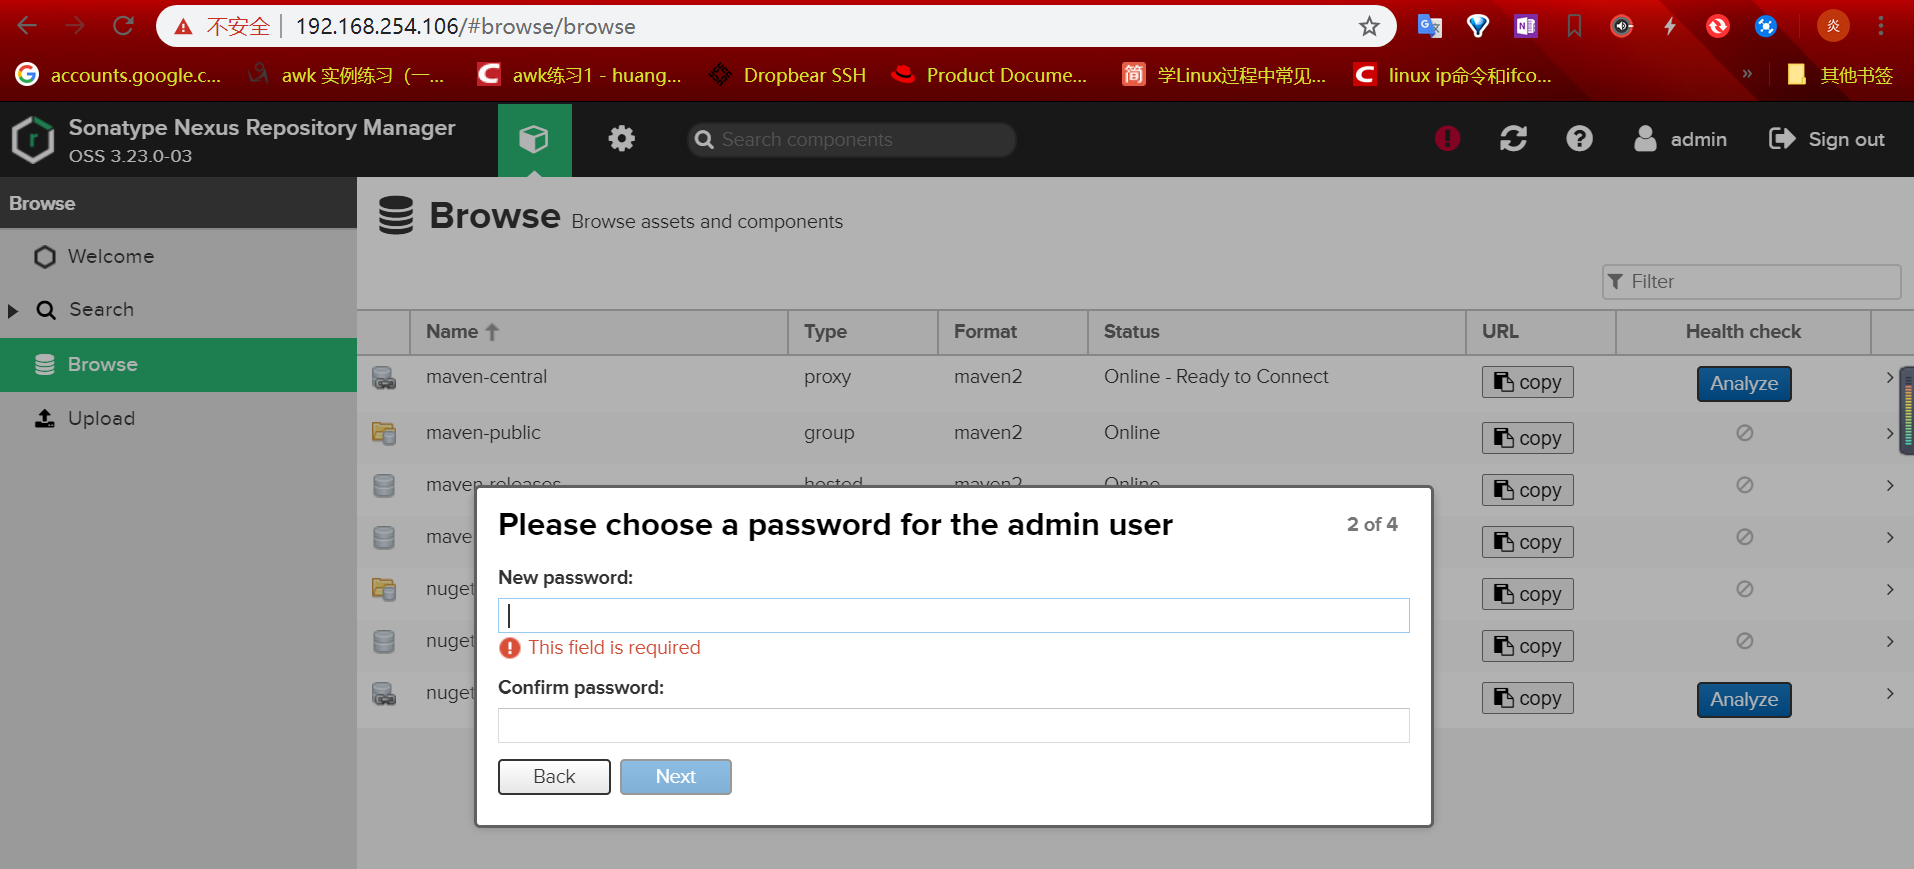 不安全 192.168.254.106/#browse/browse 炎
accounts.google.c... awk 实例练习（一... awk练习1 - huang... Dropbear SSH Product Docume... 简 学Linux过程中常见... linux ip命令和ifco... » 其他书签
Sonatype Nexus Repository Manager
OSS 3.23.0-03
Search components
admin
Sign out
Browse
Welcome
Search
Browse
Upload
Browse Browse assets and components
Filter
Name Type Format Status URL Health check
maven-central proxy maven2 Online - Ready to Connect copy Analyze
maven-public group maven2 Online copy
maven-releases hosted maven2 Online copy
mave copy
nuget copy
nuget copy
nuget copy Analyze
Please choose a password for the admin user 2 of 4
New password:
This field is required
Confirm password:
Back Next